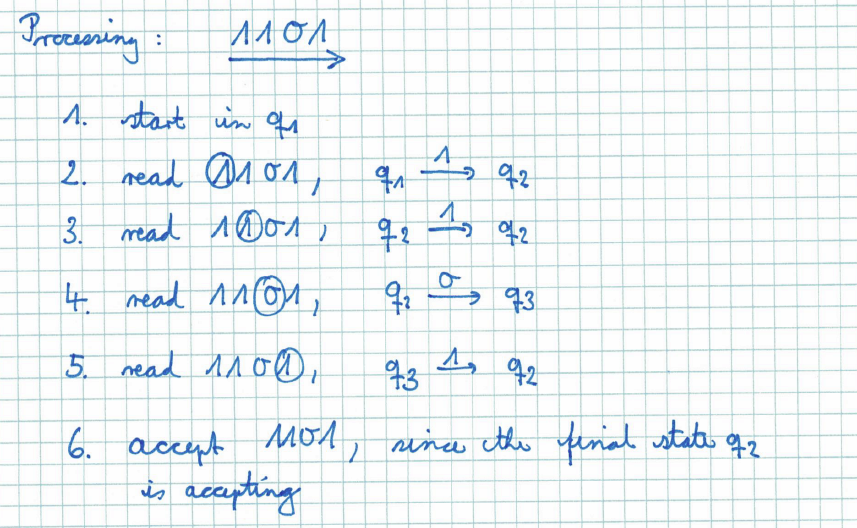 Processing: 1101
1. start in q1
2. read 1101, q1 1→ q2
3. read 1101, q2 1→ q2
4. read 1101, q2 0→ q3
5. read 1101, q3 1→ q2
6. accept 1101, since the final state q2
is accepting